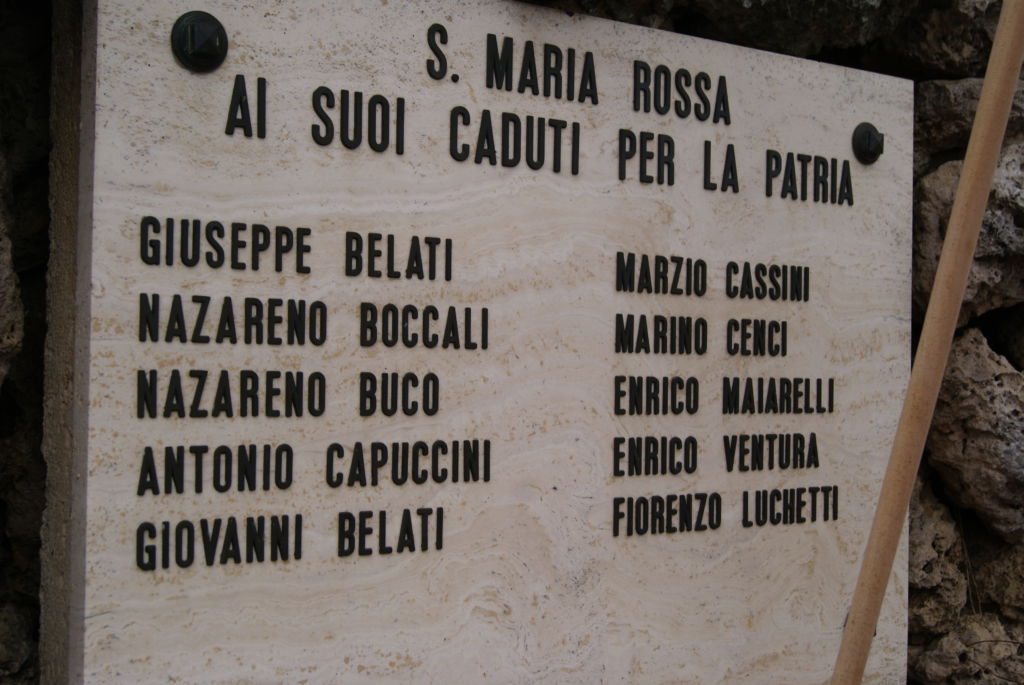 S. MARIA ROSSA
AI SUOI CADUTI PER LA PATRIA
GIUSEPPE BELATI
NAZARENO BOCCALI
NAZARENO BUCO
ANTONIO CAPUCCINI
GIOVANNI BELATI
MARZIO CASSINI
MARINO CENCI
ENRICO MAIARELLI
ENRICO VENTURA
FIORENZO LUCHETTI